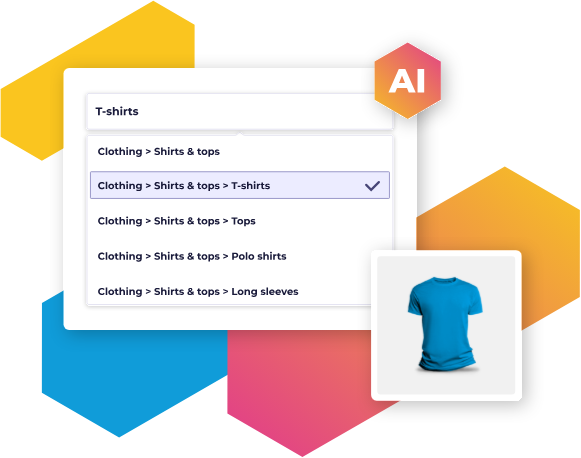 AI
T-shirts
Clothing > Shirts & tops
Clothing > Shirts & tops > T-shirts
Clothing > Shirts & tops > Tops
Clothing > Shirts & tops > Polo shirts
Clothing > Shirts & tops > Long sleeves